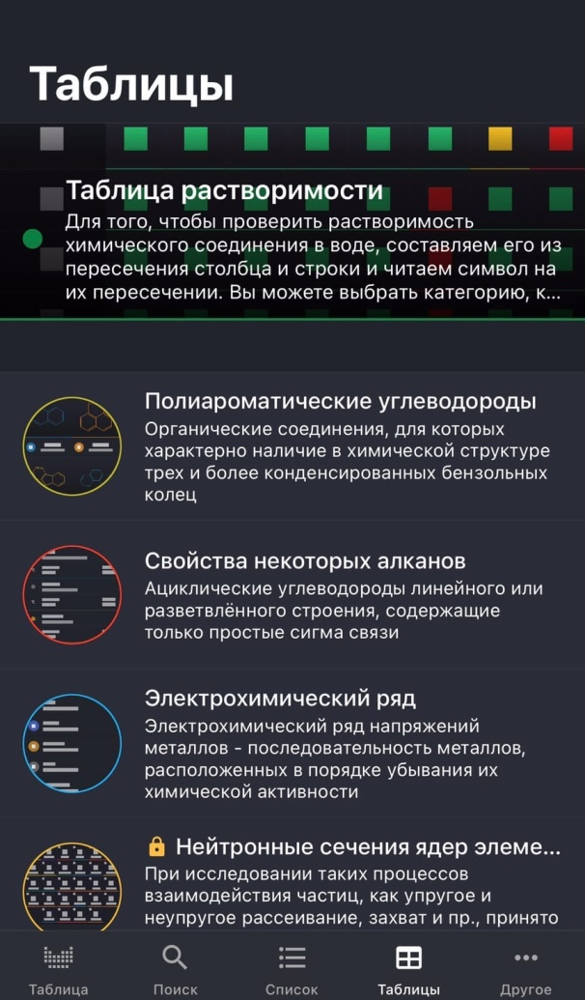 Таблицы
Таблица растворимости
Для того, чтобы проверить растворимость
химического соединения в воде, составляем его из
пересечения столбца и строки и читаем символ на
их пересечении. Вы можете выбрать категорию, к...
Полиароматические углеводороды
Органические соединения, для которых
характерно наличие в химической структуре
трех и более конденсированных бензольных
колец
Свойства некоторых алканов
Ациклические углеводороды линейного или
разветвлённого строения, содержащие
только простые сигма связи
Электрохимический ряд
Электрохимический ряд напряжений
металлов - последовательность металлов,
расположенных в порядке убывания их
химической активности
Нейтронные сечения ядер элеме...
При исследовании таких процессов
взаимодействия частиц, как упругое и
неупругое рассеивание, захват и пр., принято
Таблица
Поиск
Список
Таблицы
Другое